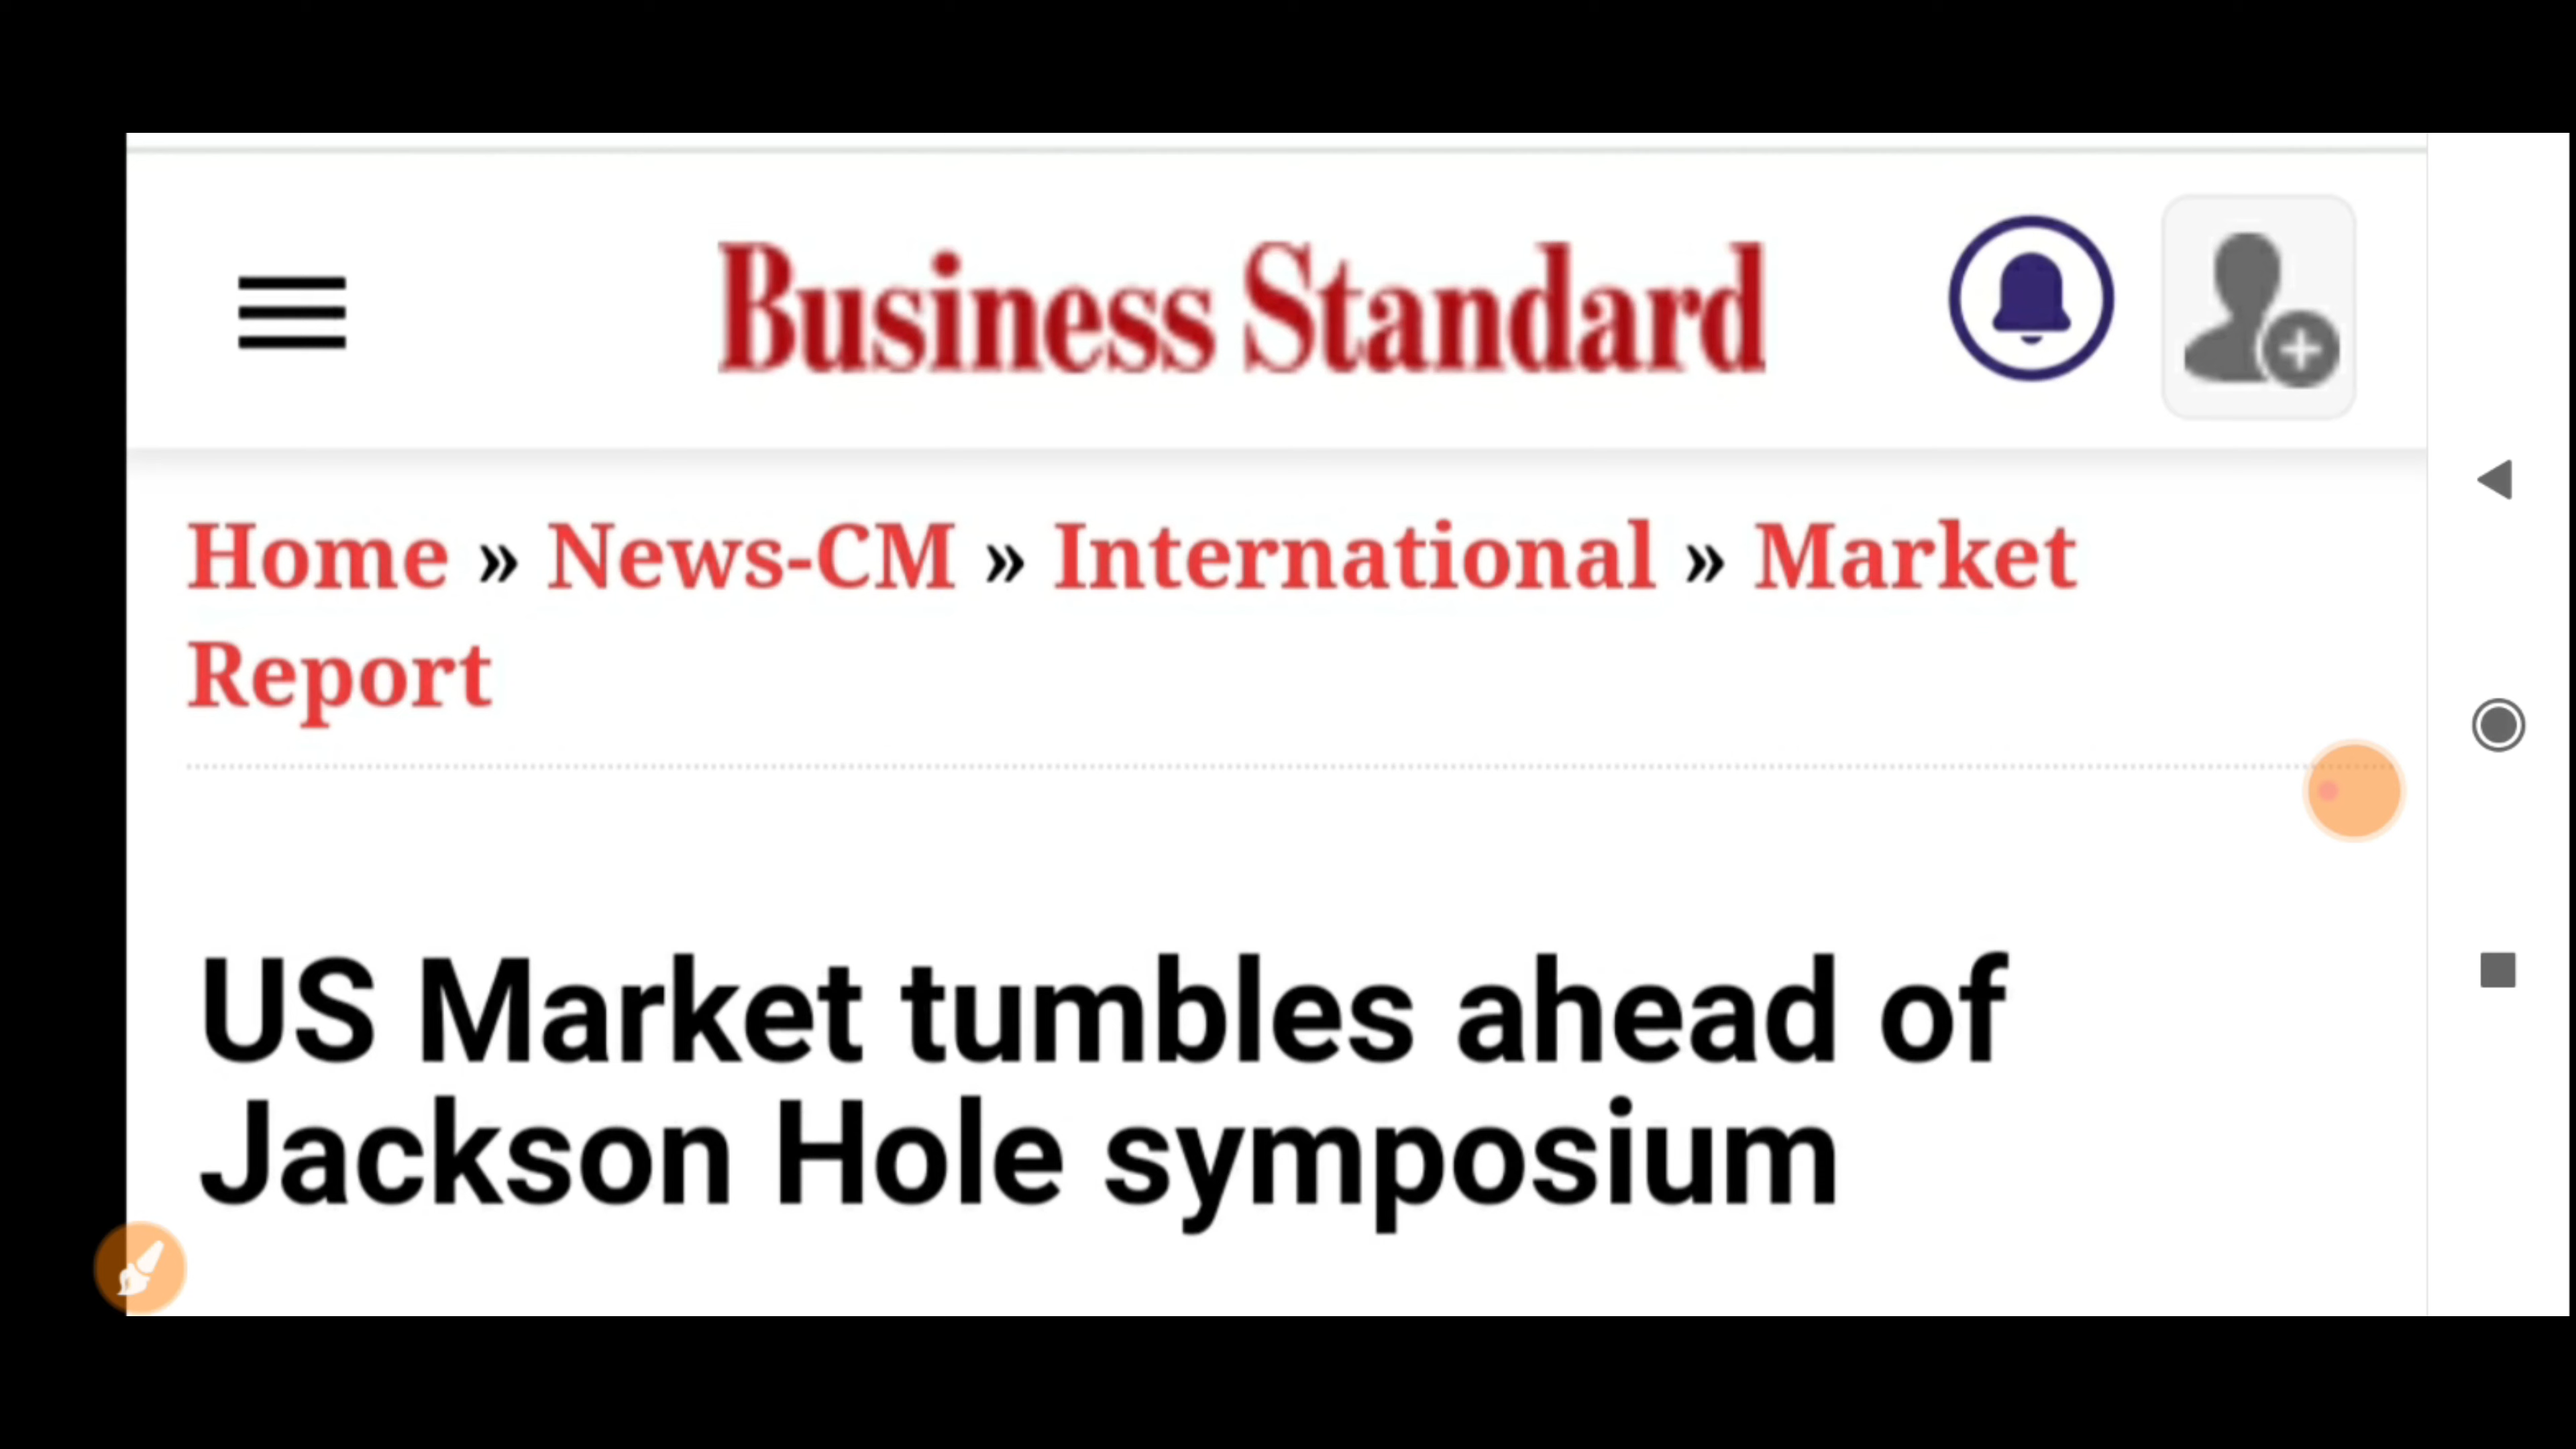 Business Standard
Home » News-CM » International » Market
Report
US Market tumbles ahead of
Jackson Hole symposium